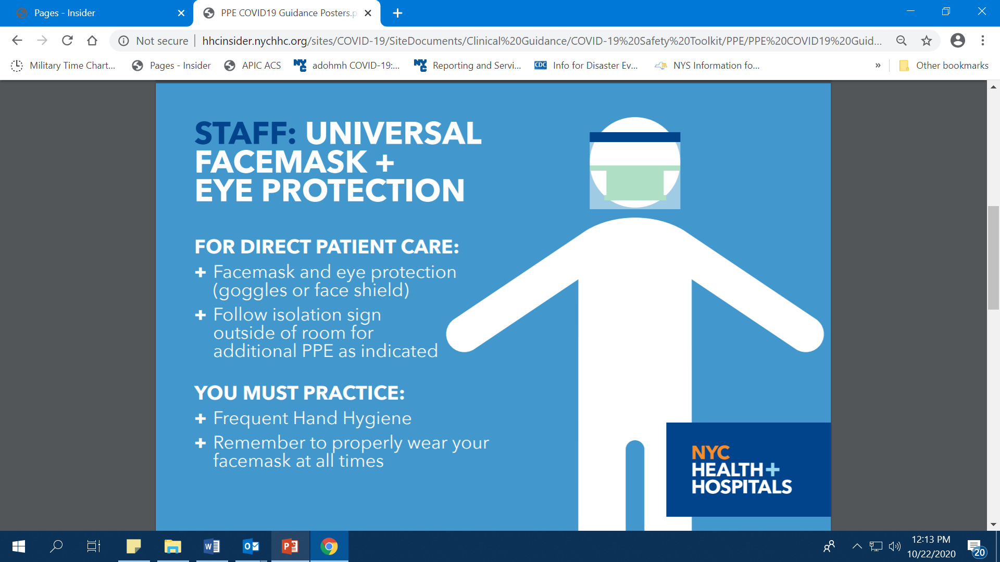 Pages - Insider
PPE COVID19 Guidance Posters.p
Not secure
hhcinsider.nychhc.org/sites/COVID-19/SiteDocuments/Clinical%20Guidance/COVID-19%20Safety%20Toolkit/PPE/PPE%20COVID19%20Guid...
Military Time Chart...
Pages - Insider
APIC ACS
NYC
adohmh COVID-19:...
NYC
Reporting and Servi...
CDC
Info for Disaster Ev...
NYS Information fo...
»
Other bookmarks
STAFF: UNIVERSAL
FACEMASK +
EYE PROTECTION
FOR DIRECT PATIENT CARE:
+ Facemask and eye protection
(goggles or face shield)
+ Follow isolation sign
outside of room for
additional PPE as indicated
YOU MUST PRACTICE:
+ Frequent Hand Hygiene
+ Remember to properly wear your
facemask at all times
NYC
HEALTH+
HOSPITALS
12:13 PM
10/22/2020
20